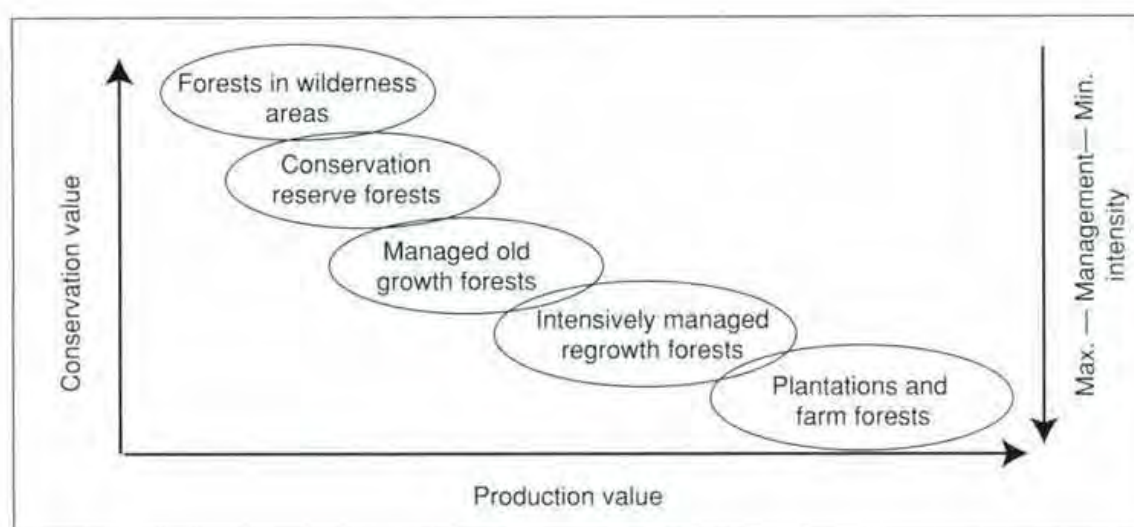 Forests in wilderness
areas
Conservation
reserve forests
Managed old
growth forests
Intensively managed
regrowth forests
Plantations and
farm forests
Conservation value
Production value
Max. — Management— Min.
intensity